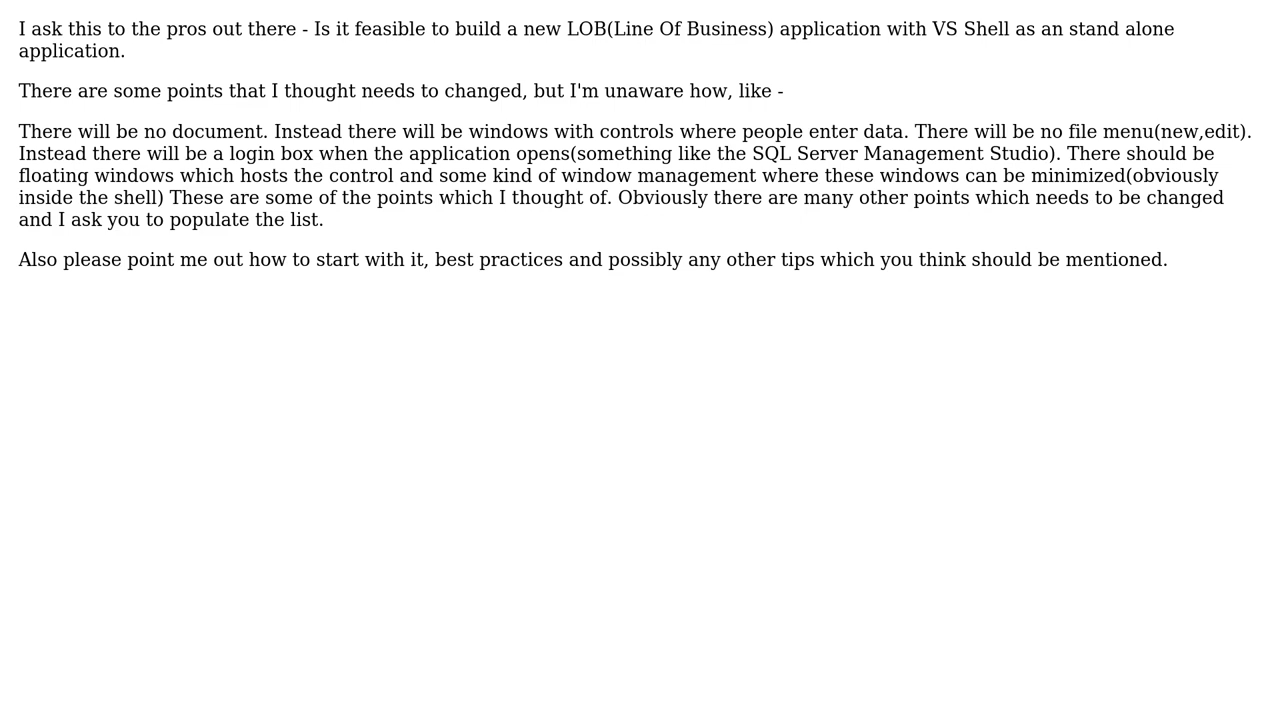 I ask this to the pros out there - Is it feasible to build a new LOB(Line Of Business) application with VS Shell as an stand alone
application.
There are some points that I thought needs to changed, but I'm unaware how, like -
There will be no document. Instead there will be windows with controls where people enter data. There will be no file menu(new,edit).
Instead there will be a login box when the application opens(something like the SQL Server Management Studio). There should be
floating windows which hosts the control and some kind of window management where these windows can be minimized(obviously
inside the shell) These are some of the points which I thought of. Obviously there are many other points which needs to be changed
and I ask you to populate the list.
Also please point me out how to start with it, best practices and possibly any other tips which you think should be mentioned.